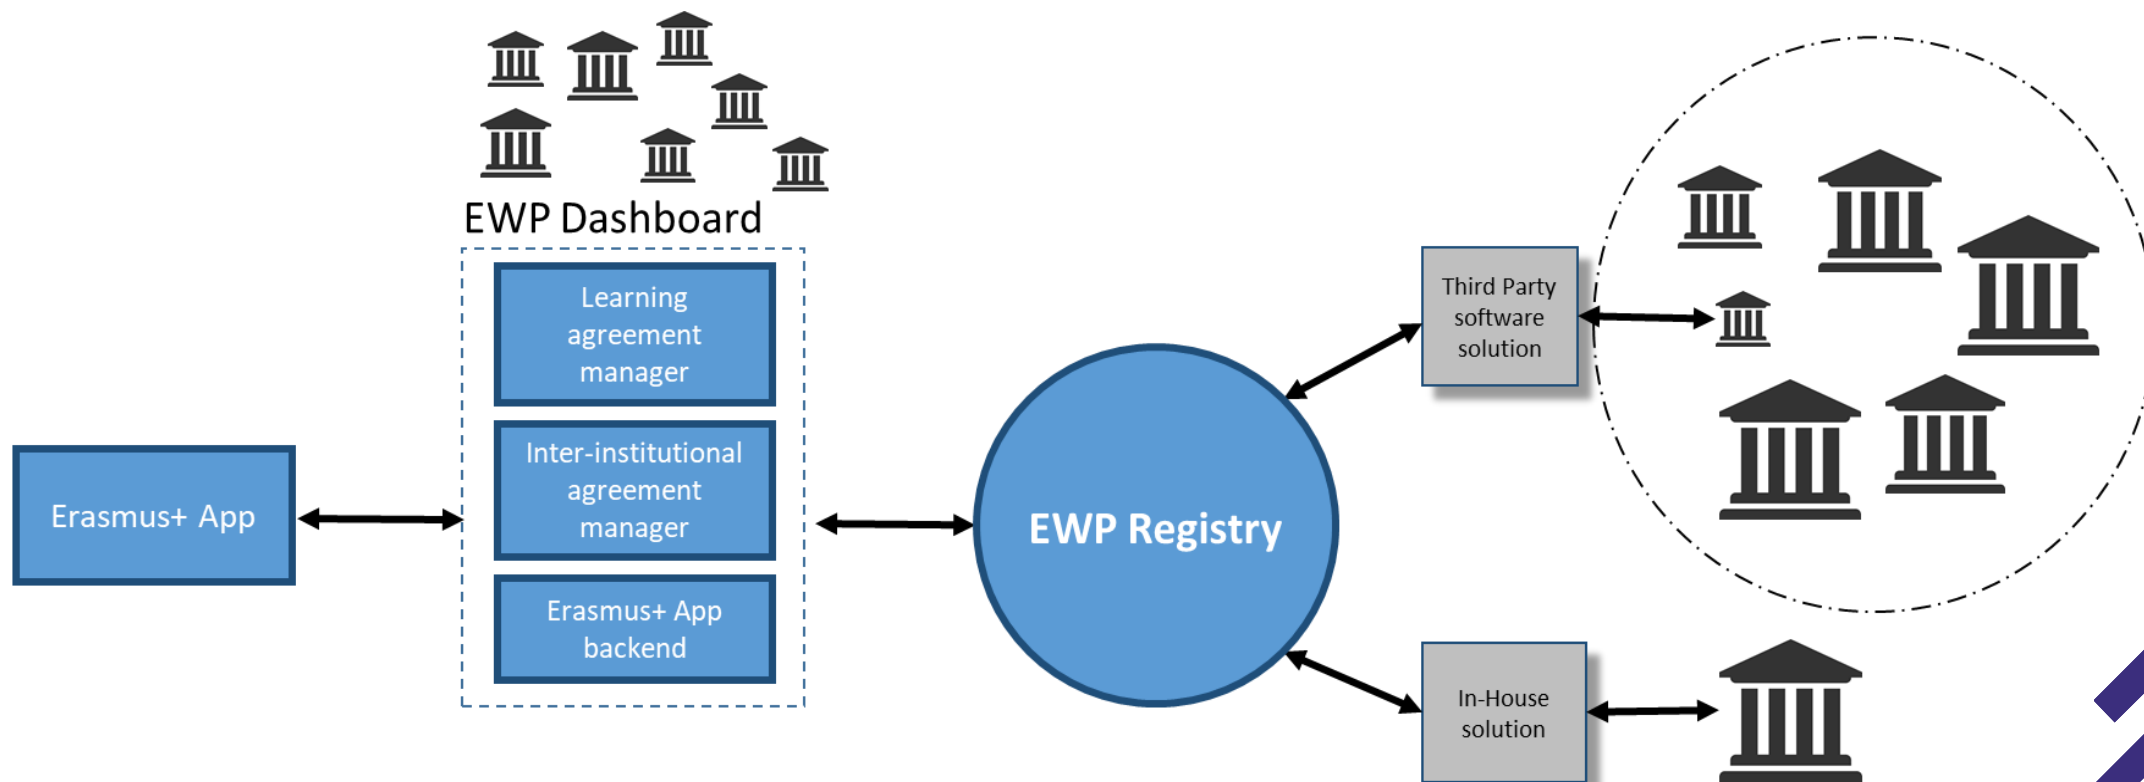 EWP Dashboard
Learning
agreement
manager
Inter-institutional
agreement
manager
Erasmus+ App
backend
Erasmus+ App
EWP Registry
Third Party
software
solution
In-House
solution